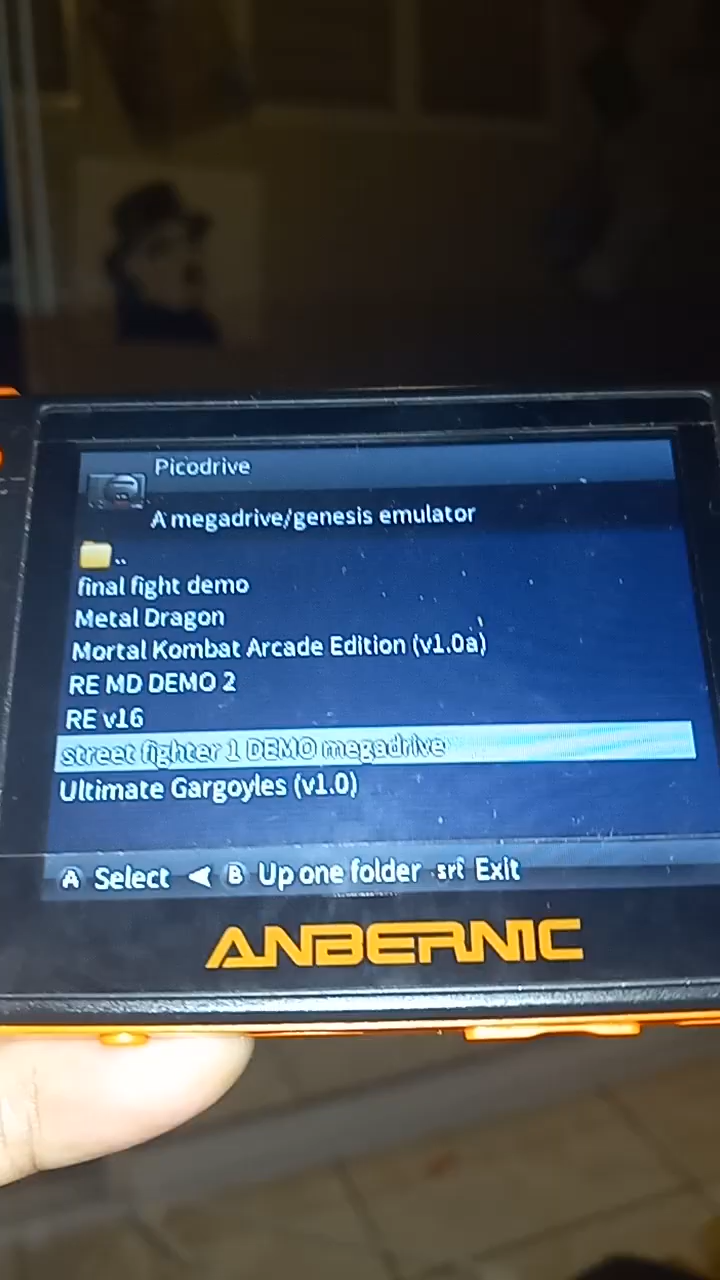 Picodrive
A megadrive/genesis emulator
..
final fight demo
Metal Dragon
Mortal Kombat Arcade Edition (v1.0a)
RE MD DEMO 2
RE v16
street fighter 1 DEMO megadrive
Ultimate Gargoyles (v1.0)
A Select B Up one folder srt Exit
ANBERNIC